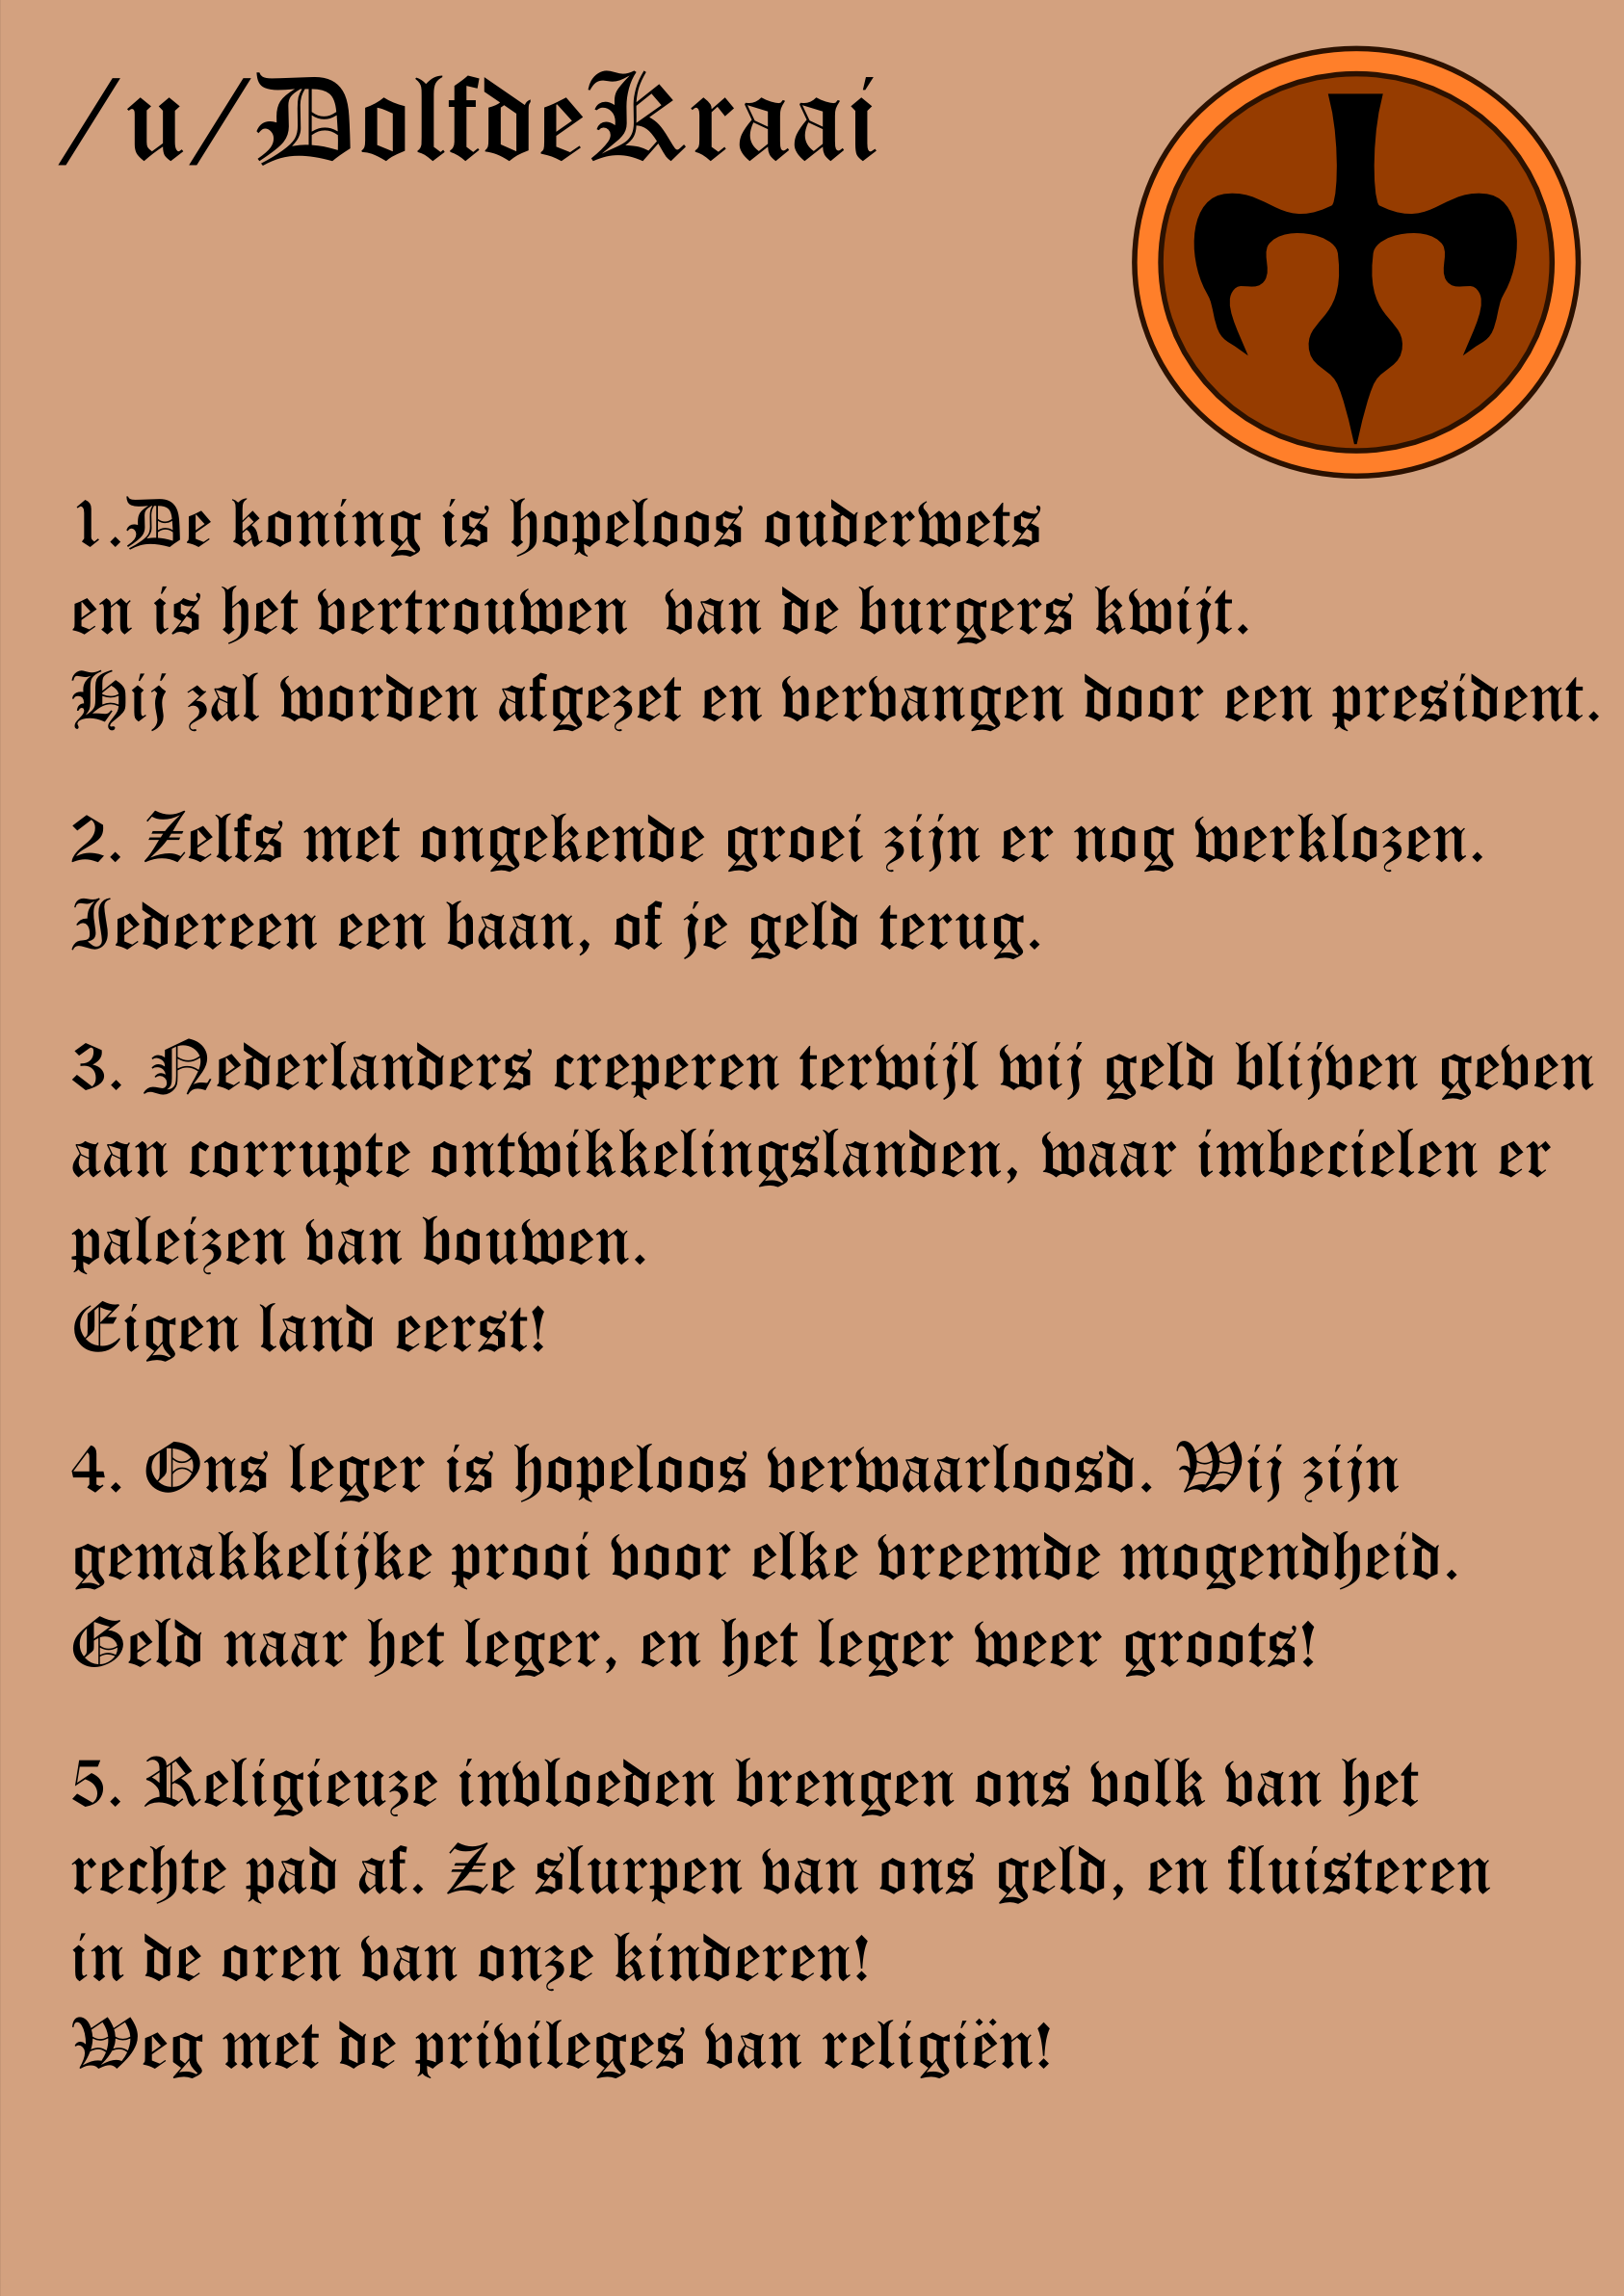 /u/DolfdeKraai
1.De koning is hopeloos ouderwets
en is het vertrouwen  van de burgers kwijt.
Hij zal worden afgezet en vervangen door een president.
2. Zelfs met ongekende groei zijn er nog werklozen.
Iedereen een baan, of je geld terug.
3. Nederlanders creperen terwijl wij geld blijven geven
aan corrupte ontwikkelingslanden, waar imbecielen er
paleizen van bouwen.
Eigen land eerst!
4. Ons leger is hopeloos verwaarloosd. Wij zijn
gemakkelijke prooi voor elke vreemde mogendheid.
Geld naar het leger, en het leger weer groots!
5. Religieuze invloeden brengen ons volk van het
rechte pad af. Ze slurpen van ons geld, en fluisteren
in de oren van onze kinderen!
Weg met de privileges van religiën!